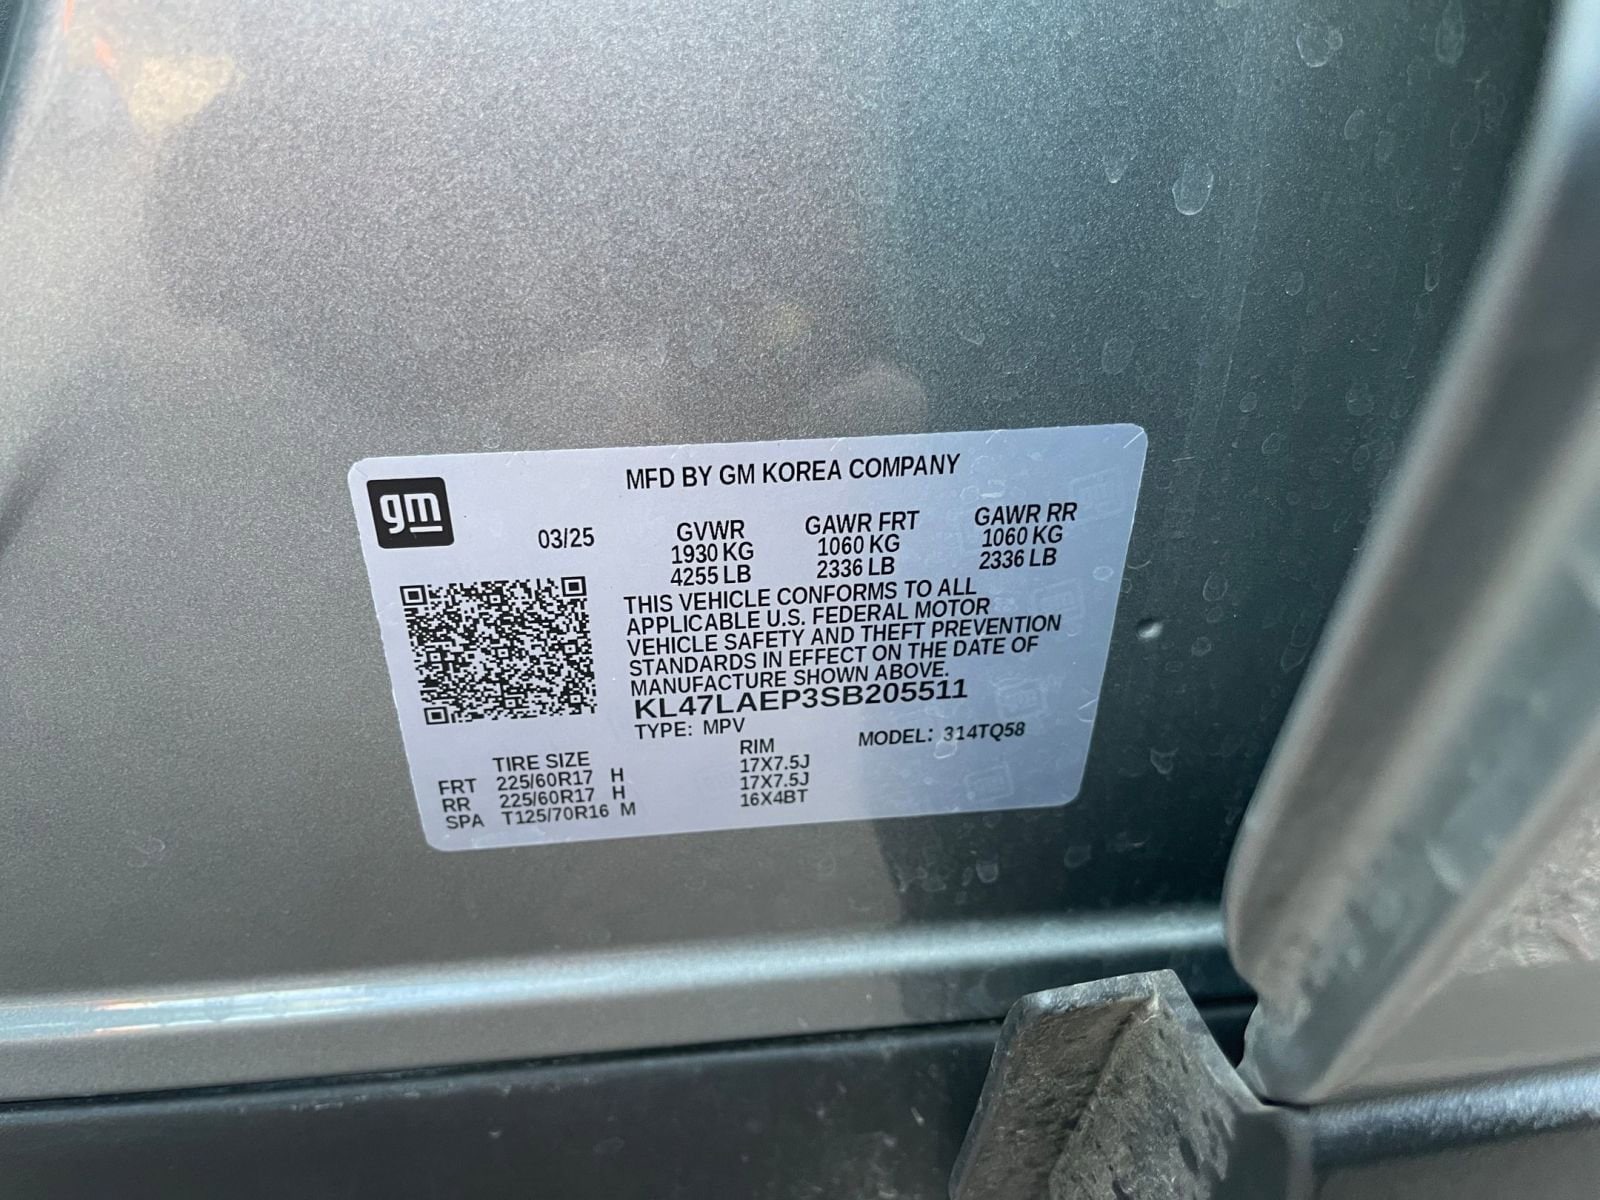 gm
MFD BY GM KOREA COMPANY
03/25
GVWR GAWR FRT GAWR RR
1930 KG 1060 KG 1060 KG
4255 LB 2336 LB 2336 LB
THIS VEHICLE CONFORMS TO ALL
APPLICABLE U.S. FEDERAL MOTOR
VEHICLE SAFETY AND THEFT PREVENTION
STANDARDS IN EFFECT ON THE DATE OF
MANUFACTURE SHOWN ABOVE.
KL47LAEP3SB205511
TYPE: MPV MODEL: 314TQ58
TIRE SIZE RIM
FRT 225/60R17 H 17X7.5J
RR 225/60R17 H 17X7.5J
SPA T125/70R16 M 16X4BT